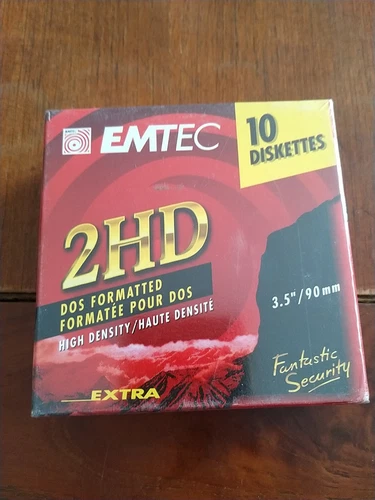 EMTEC
10
DISKETTES
2HD
DOS FORMATTED
FORMATÉE POUR DOS
HIGH DENSITY/HAUTE DENSITÉ
3.5"/90mm
Fantastic
Security
EXTRA